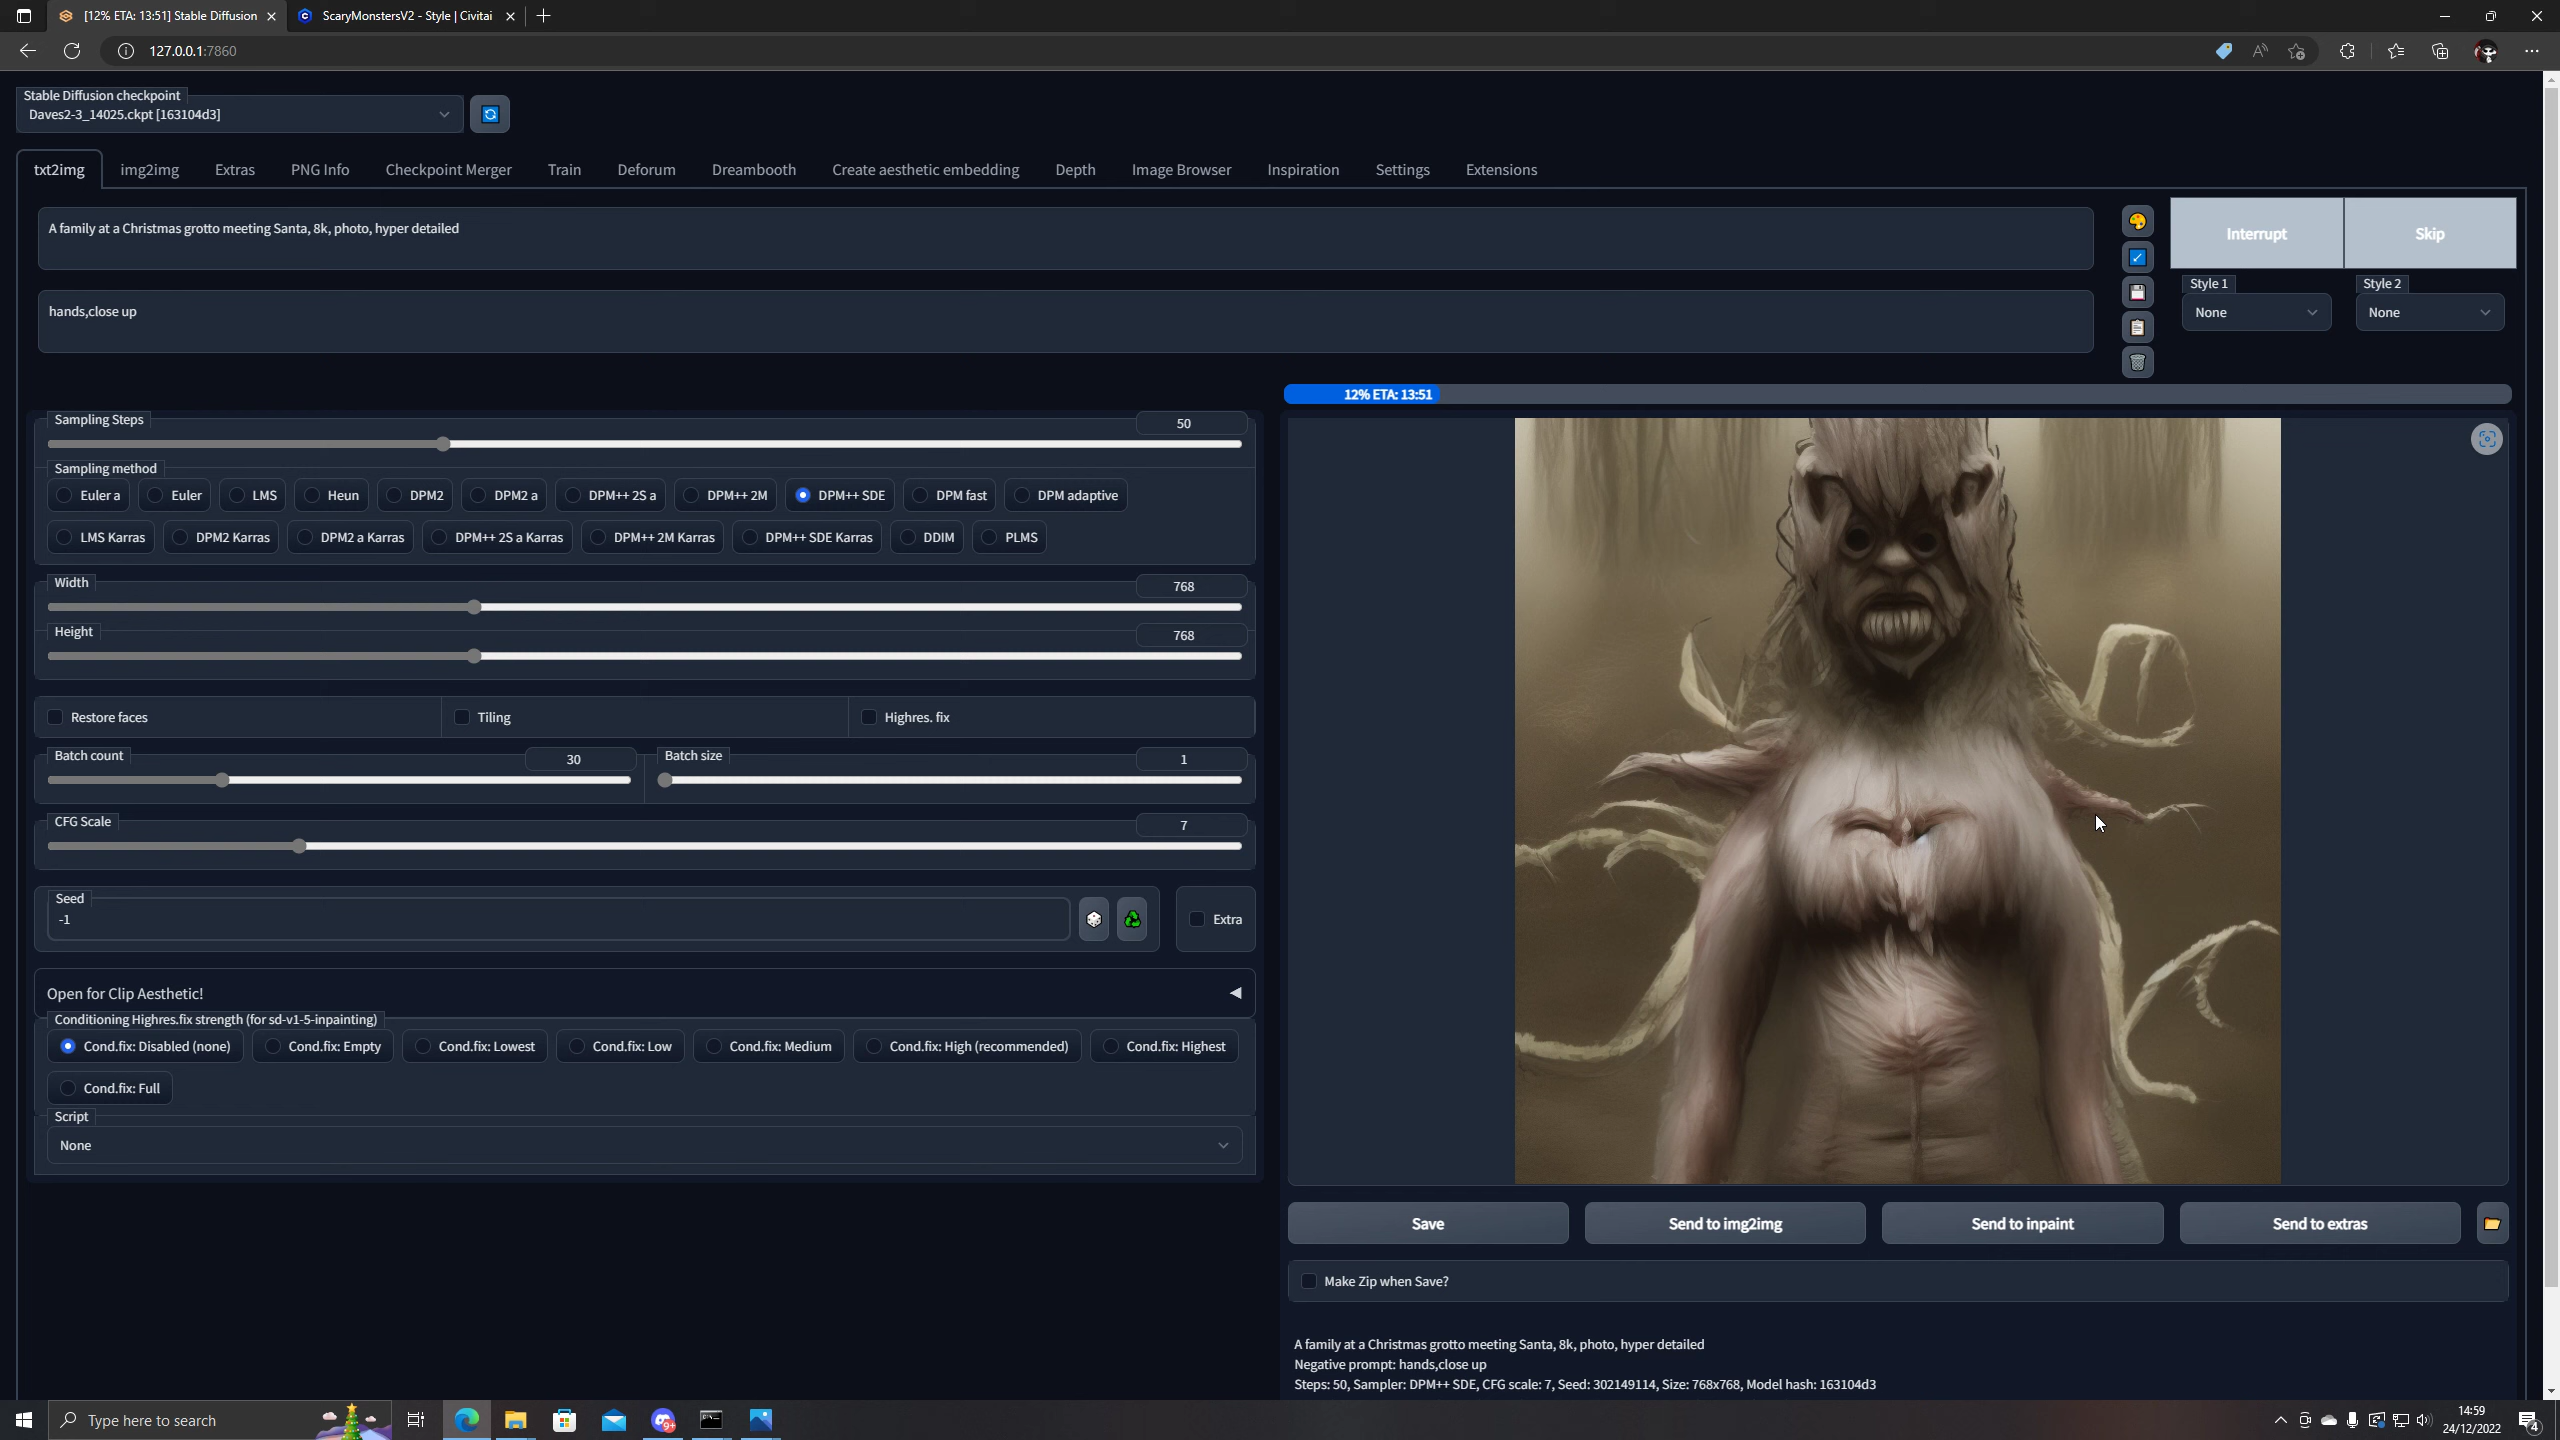 [12% ETA: 13:51] Stable Diffusion
ScaryMonstersV2 - Style | Civitai
127.0.0.1:7860
Stable Diffusion checkpoint
Daves2-3_14025.ckpt [163104d3]
txt2img
img2img
Extras
PNG Info
Checkpoint Merger
Train
Deforum
Dreambooth
Create aesthetic embedding
Depth
Image Browser
Inspiration
Settings
Extensions
A family at a Christmas grotto meeting Santa, 8k, photo, hyper detailed
Interrupt
Skip
Style 1
None
Style 2
None
hands,close up
12% ETA: 13:51
Sampling Steps
50
Sampling method
Euler a
Euler
LMS
Heun
DPM2
DPM2 a
DPM++ 2S a
DPM++ 2M
DPM++ SDE
DPM fast
DPM adaptive
LMS Karras
DPM2 Karras
DPM2 a Karras
DPM++ 2S a Karras
DPM++ 2M Karras
DPM++ SDE Karras
DDIM
PLMS
Width
768
Height
768
Restore faces
Tiling
Highres. fix
Batch count
30
Batch size
1
CFG Scale
7
Seed
-1
Extra
Open for Clip Aesthetic!
Conditioning Highres.fix strength (for sd-v1-5-inpainting)
Cond.fix: Disabled (none)
Cond.fix: Empty
Cond.fix: Lowest
Cond.fix: Low
Cond.fix: Medium
Cond.fix: High (recommended)
Cond.fix: Highest
Cond.fix: Full
Script
None
Save
Send to img2img
Send to inpaint
Send to extras
Make Zip when Save?
A family at a Christmas grotto meeting Santa, 8k, photo, hyper detailed
Negative prompt: hands,close up
Steps: 50, Sampler: DPM++ SDE, CFG scale: 7, Seed: 302149114, Size: 768x768, Model hash: 163104d3
Type here to search
9+
14:59
24/12/2022
4